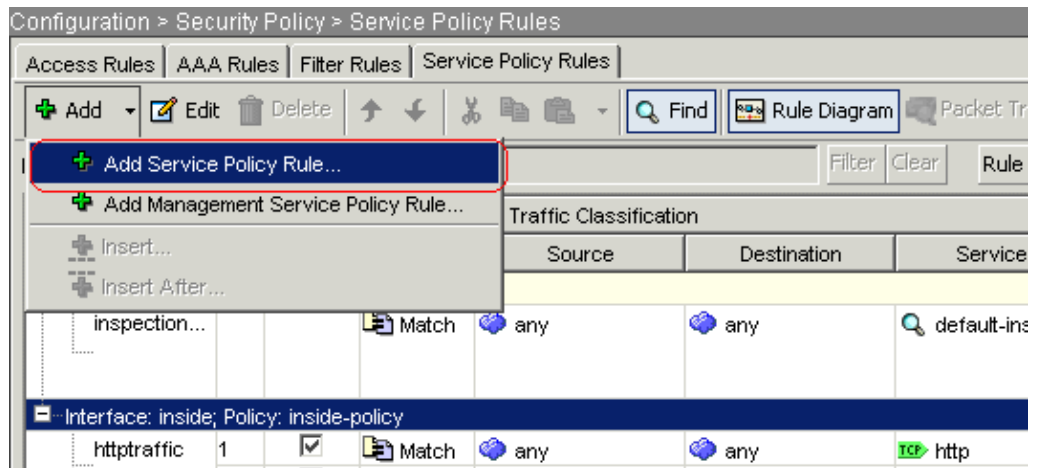 Configuration > Security Policy > Service Policy Rules
Access Rules AAA Rules Filter Rules Service Policy Rules
Add Edit Delete Find Rule Diagram Packet Tr
Add Service Policy Rule... Filter Clear Rule
Add Management Service Policy Rule... Traffic Classification
Insert... Source Destination Service
Insert After...
inspection... Match any any default-ins
Interface: inside; Policy: inside-policy
httptraffic 1 Match any any TCP http